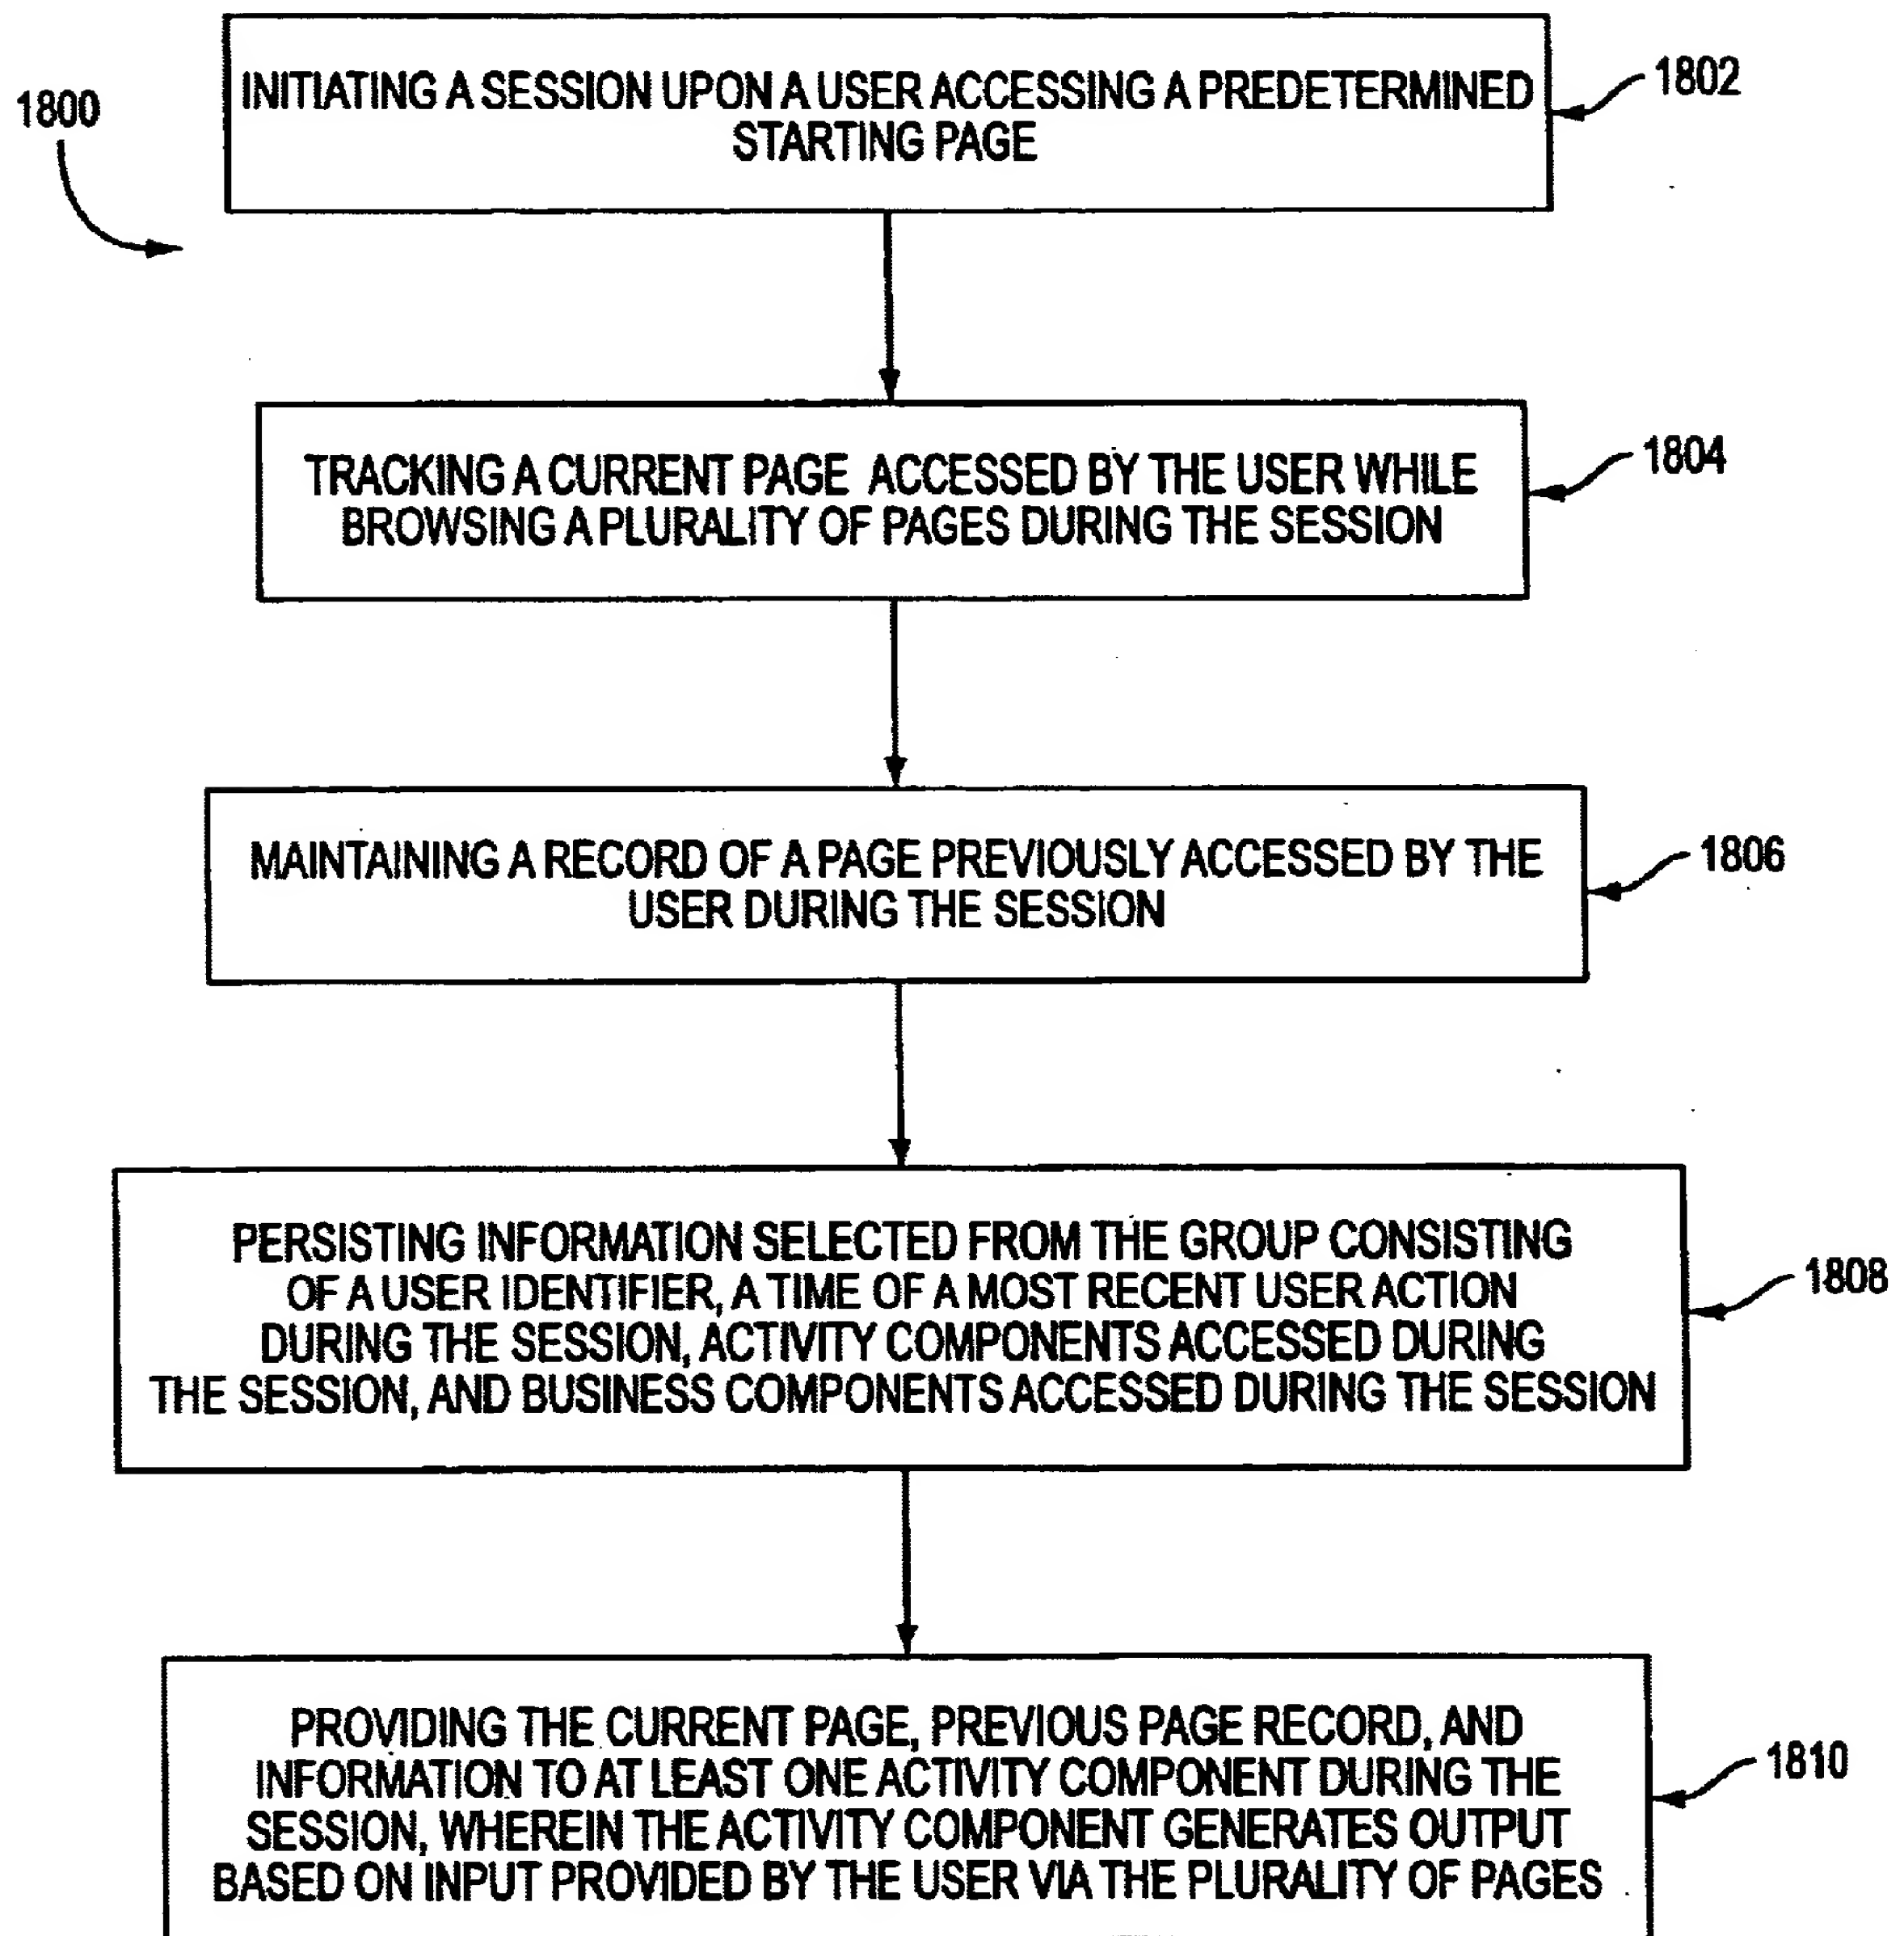 1800
INITIATING A SESSION UPON A USER ACCESSING A PREDETERMINED
STARTING PAGE
1802
TRACKING A CURRENT PAGE ACCESSED BY THE USER WHILE
BROWSING A PLURALITY OF PAGES DURING THE SESSION
1804
MAINTAINING A RECORD OF A PAGE PREVIOUSLY ACCESSED BY THE
USER DURING THE SESSION
1806
PERSISTING INFORMATION SELECTED FROM THE GROUP CONSISTING
OF A USER IDENTIFIER, A TIME OF A MOST RECENT USER ACTION
DURING THE SESSION, ACTIVITY COMPONENTS ACCESSED DURING
THE SESSION, AND BUSINESS COMPONENTS ACCESSED DURING THE SESSION
1808
PROVIDING THE CURRENT PAGE, PREVIOUS PAGE RECORD, AND
INFORMATION TO AT LEAST ONE ACTIVITY COMPONENT DURING THE
SESSION, WHEREIN THE ACTIVITY COMPONENT GENERATES OUTPUT
BASED ON INPUT PROVIDED BY THE USER VIA THE PLURALITY OF PAGES
1810